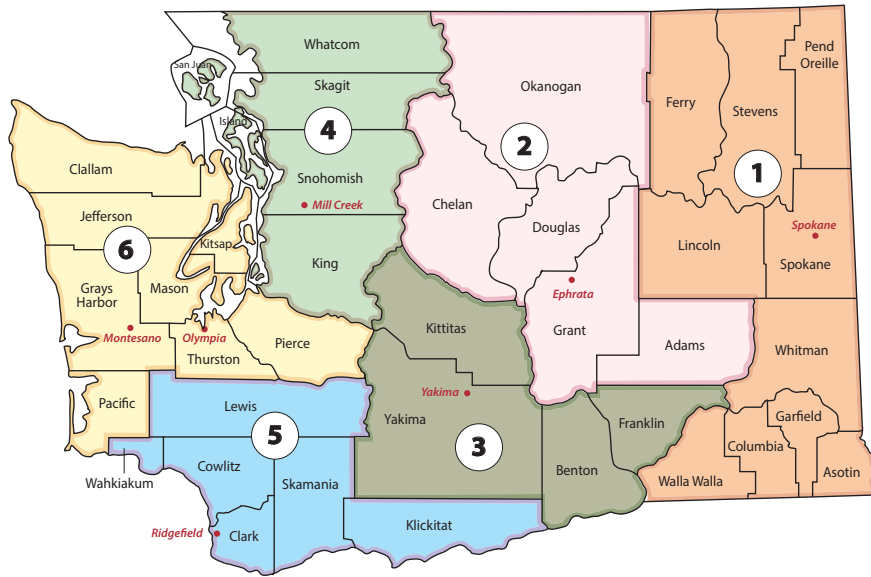 Whatcom
San Juan
Skagit
Island
4
Snohomish
Mill Creek
King
Okanogan
2
Chelan
Douglas
Ephrata
Grant
Adams
Pend
Oreille
Ferry
Stevens
1
Lincoln
Spokane
Spokane
Whitman
Garfield
Columbia
Walla Walla
Asotin
Clallam
Jefferson
6
Kitsap
Grays
Harbor
Mason
Montesano
Olympia
Pierce
Thurston
Pacific
Kittitas
Yakima
Yakima
3
Franklin
Benton
Lewis
5
Wahkiakum
Cowlitz
Skamania
Ridgefield
Clark
Klickitat